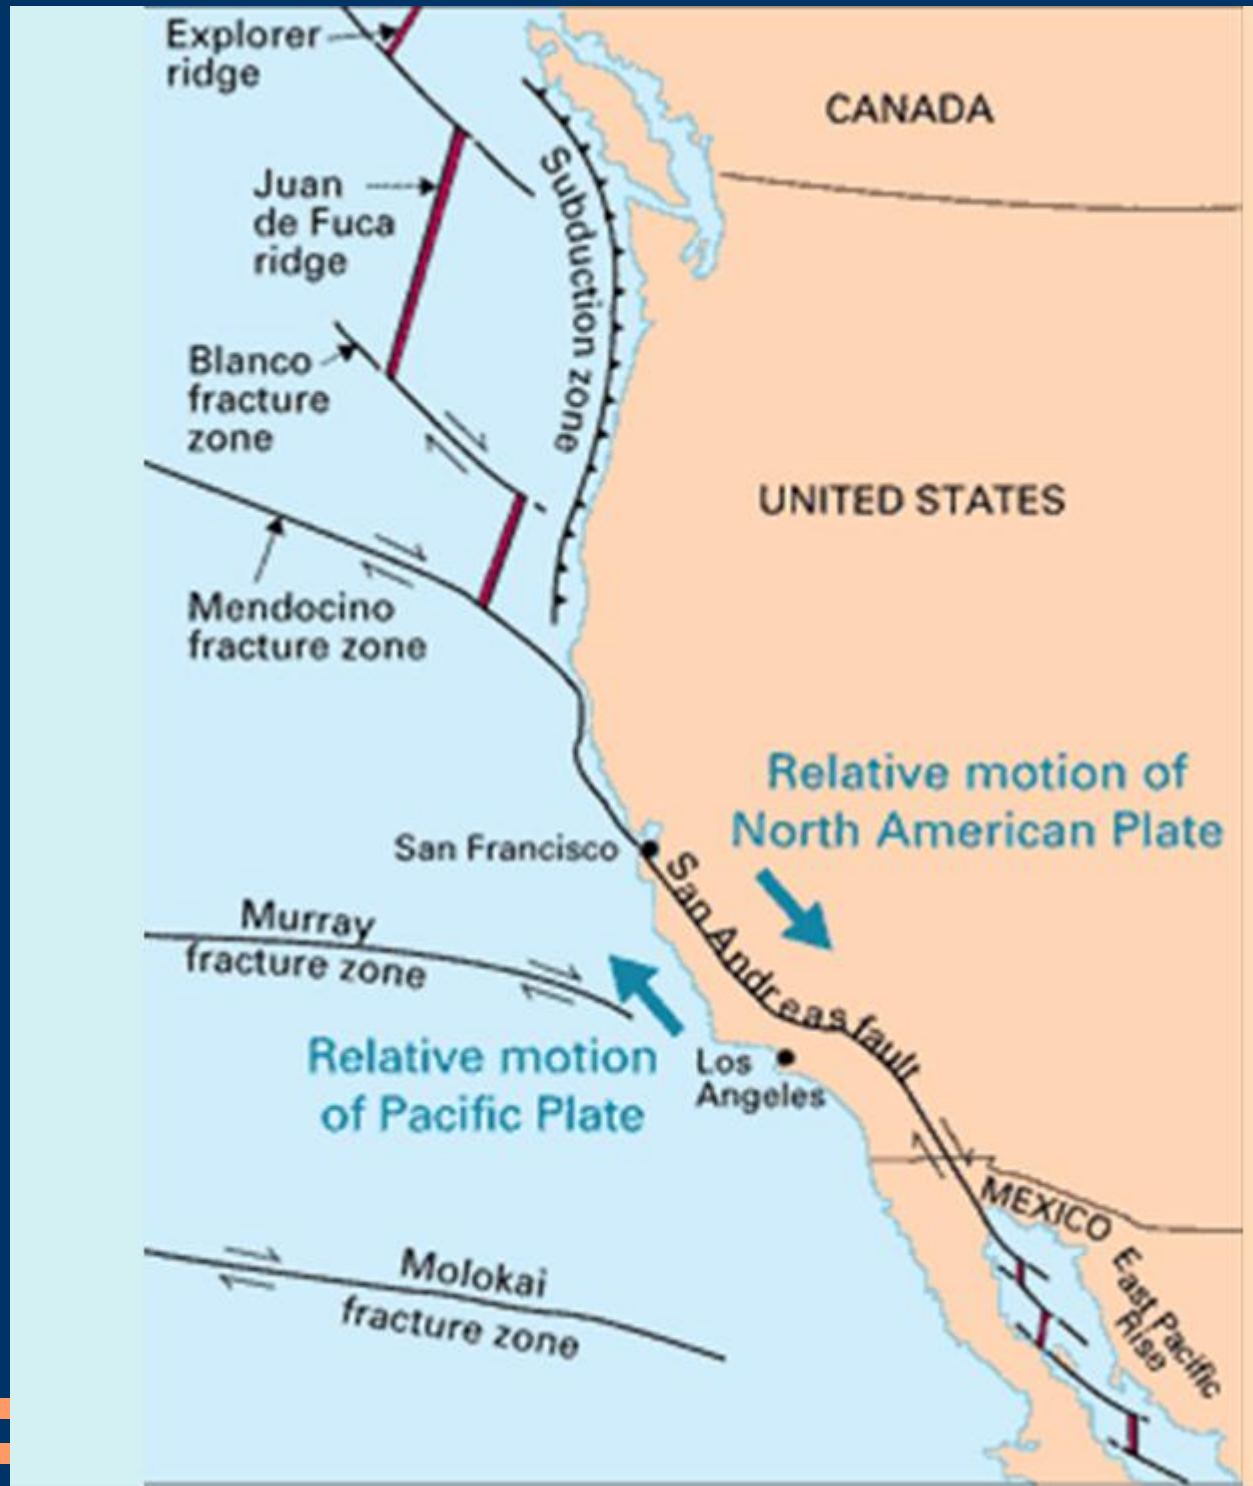 Explorer
ridge
CANADA
Juan
de Fuca
ridge
Subduction zone
Blanco
fracture
zone
UNITED STATES
Mendocino
fracture zone
Relative motion of
North American Plate
San Francisco
San Andreas fault
Murray
fracture zone
Relative motion
of Pacific Plate
Los
Angeles
MEXICO
East Pacific
Rise
Molokai
fracture zone